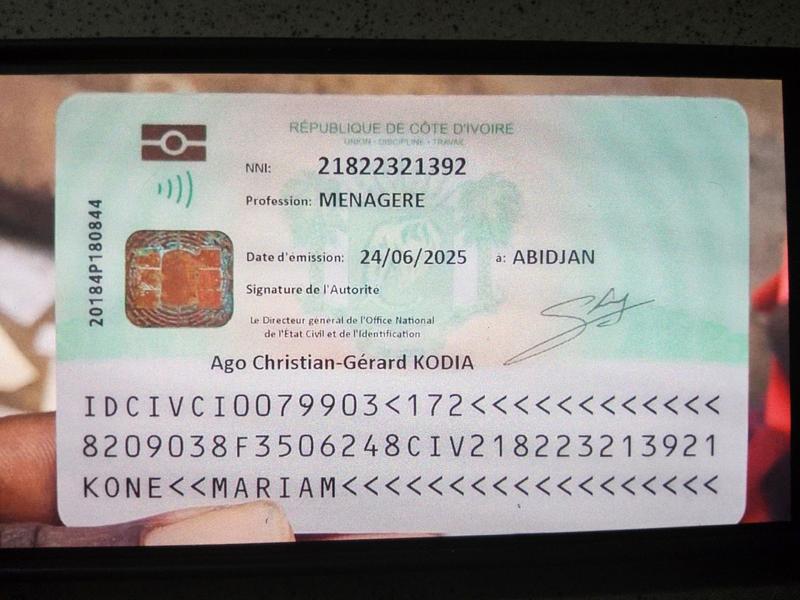 RÉPUBLIQUE DE CÔTE D'IVOIRE
UNION - DISCIPLINE - TRAVAIL
NNI: 21822321392
Profession: MENAGERE
20184P180844
Date d'émission: 24/06/2025 à: ABIDJAN
Signature de l'Autorité
Le Directeur général de l'Office National
de l'État Civil et de l'Identification
Ago Christian-Gérard KODIA
IDCIVCI0079903<172<<<<<<<<<<<<
8209038F3506248CIV218223213921
KONE<<MARIAM<<<<<<<<<<<<<<<<<<